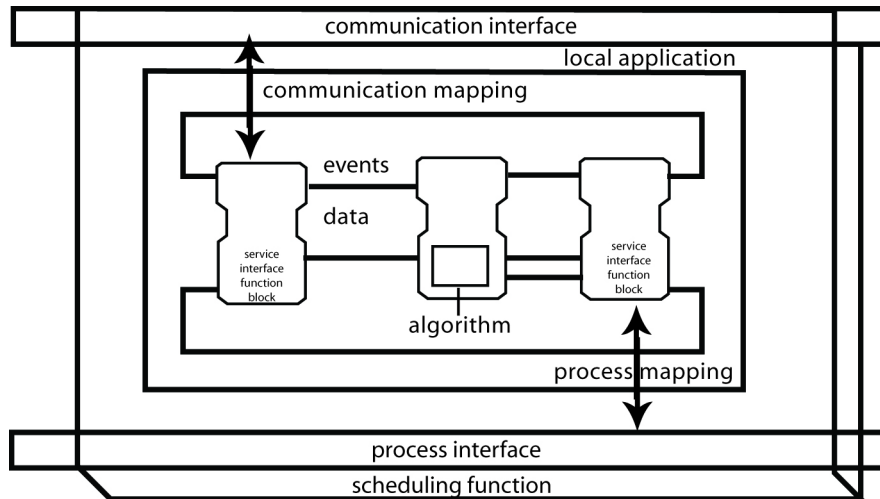 communication interface
local application
communication mapping
events
data
service
interface
function
block
service
interface
function
block
algorithm
process mapping
process interface
scheduling function